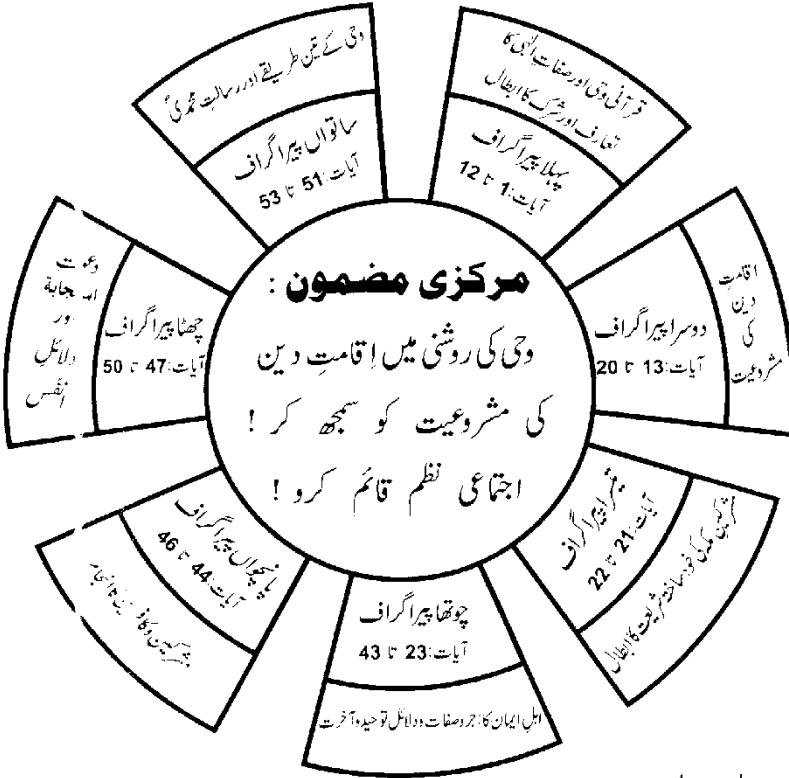 مرکزی مضمون :
وحی کی روشنی میں اِقامتِ دین
کی مشروعیت کو سمجھ کر !
اجتماعی نظم قائم کرو !
قرآنی وحی اور صفاتِ الٰہی کا
تعارف اور شرک کا ابطال
پہلا پیراگراف
آیات:1 تا 12
اقامتِ
دین
کی
مشروعیت
دوسرا پیراگراف
آیات:13 تا 20
تیسرا پیراگراف
آیات:21 تا 22
مشرکینِ مکہ کی خود ساختہ شریعت کا ابطال
چوتھا پیراگراف
آیات:23 تا 43
اہلِ ایمان کا: جر و صفات و دلائل توحید و آخرت
پانچواں پیراگراف
آیات:44 تا 46
مشرکین و کا
چھٹا پیراگراف
آیات:47 تا 50
دلائلِ
انفس
وحی کے تین طریقے اور رسالتِ محمدیؐ
ساتواں پیراگراف
آیات:51 تا 53